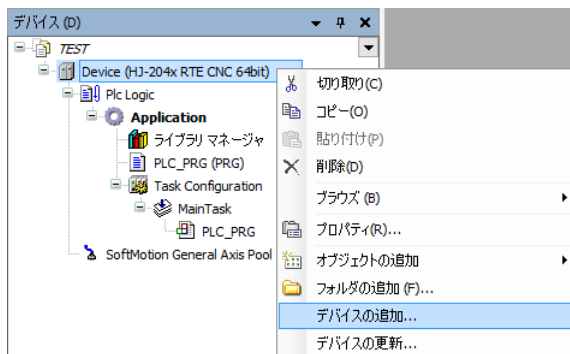 デバイス (D)
TEST
Device (HJ-204x RTE CNC 64bit)
Plc Logic
Application
ライブラリ マネージャ
PLC_PRG (PRG)
Task Configuration
MainTask
PLC_PRG
SoftMotion General Axis Pool
切り取り(C)
コピー(O)
貼り付け(P)
削除(D)
ブラウズ (B)
プロパティ(R)...
オブジェクトの追加
フォルダの追加 (F)...
デバイスの追加...
デバイスの更新...